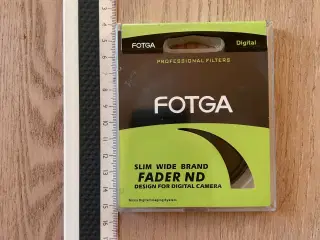 FOTGA
Digital
PROFESSIONAL FILTERS
FOTGA
SLIM WIDE BRAND
FADER ND
DESIGN FOR DIGITAL CAMERA